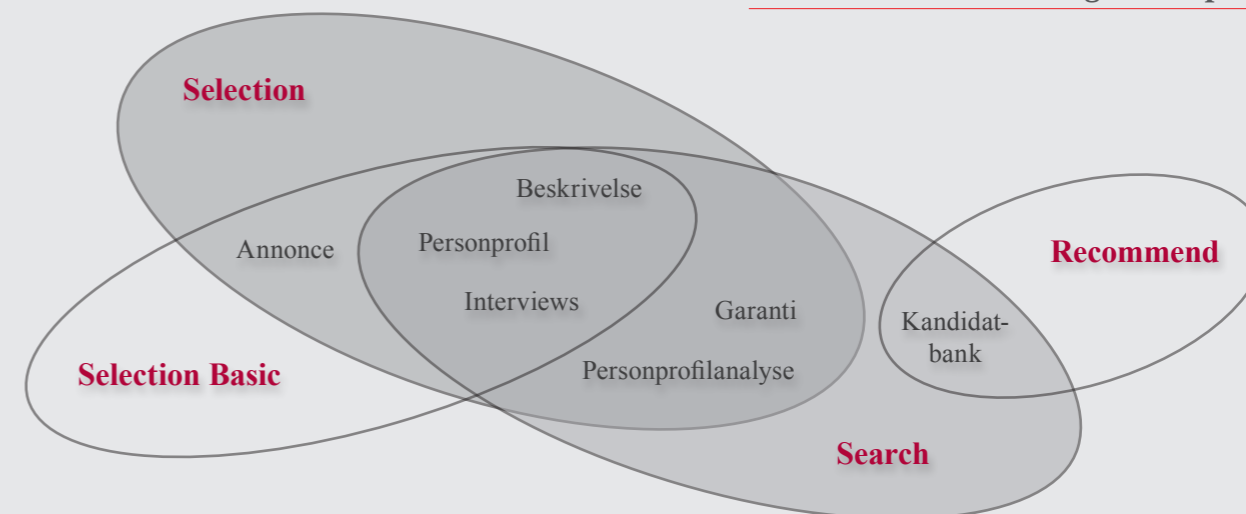 Selection
Beskrivelse
Annonce
Personprofil
Recommend
Interviews
Garanti
Kandidat-
bank
Selection Basic
Personprofilanalyse
Search